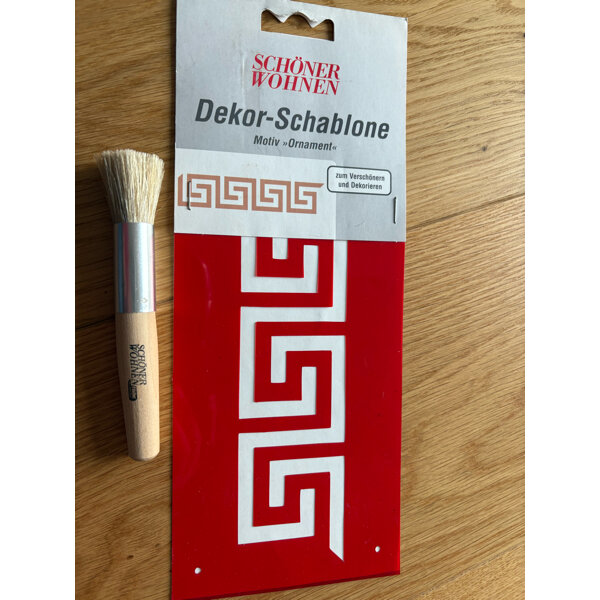 SCHÖNER
WOHNEN
Dekor-Schablone
Motiv »Ornament«
zum Verschönern
und Dekorieren
SCHÖNER
WOHNEN